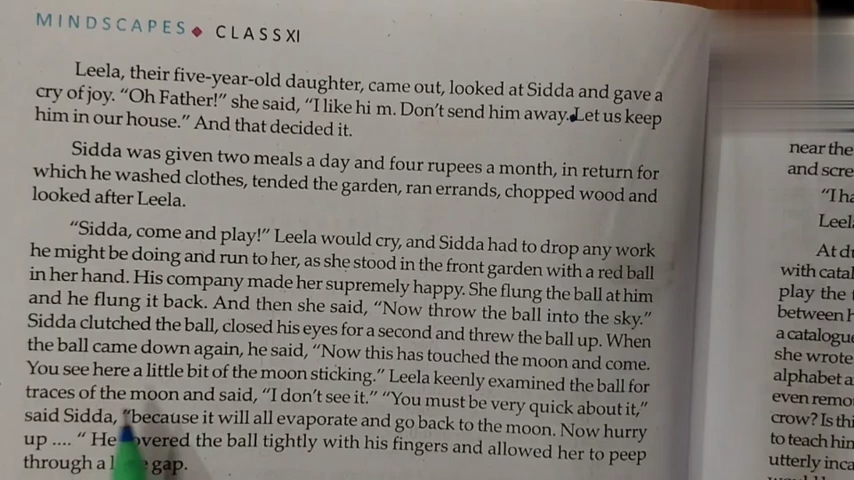 MINDSCAPES ◆ CLASS XI
Leela, their five-year-old daughter, came out, looked at Sidda and gave a
cry of joy. "Oh Father!" she said, "I like hi m. Don't send him away. Let us keep
him in our house." And that decided it.
Sidda was given two meals a day and four rupees a month, in return for
which he washed clothes, tended the garden, ran errands, chopped wood and
looked after Leela.
"Sidda, come and play!" Leela would cry, and Sidda had to drop any work
he might be doing and run to her, as she stood in the front garden with a red ball
in her hand. His company made her supremely happy. She flung the ball at him
and he flung it back. And then she said, "Now throw the ball into the sky."
Sidda clutched the ball, closed his eyes for a second and threw the ball up. When
the ball came down again, he said, "Now this has touched the moon and come.
You see here a little bit of the moon sticking." Leela keenly examined the ball for
traces of the moon and said, "I don't see it." "You must be very quick about it,"
said Sidda, "because it will all evaporate and go back to the moon. Now hurry
up .... " He covered the ball tightly with his fingers and allowed her to peep
through a gap.
near the
and scre
"I ha
Leel
At du
with catal
play the
between h
a catalogue
she wrote
alphabet a
even remo
crow? Is thi
to teach him
utterly inca